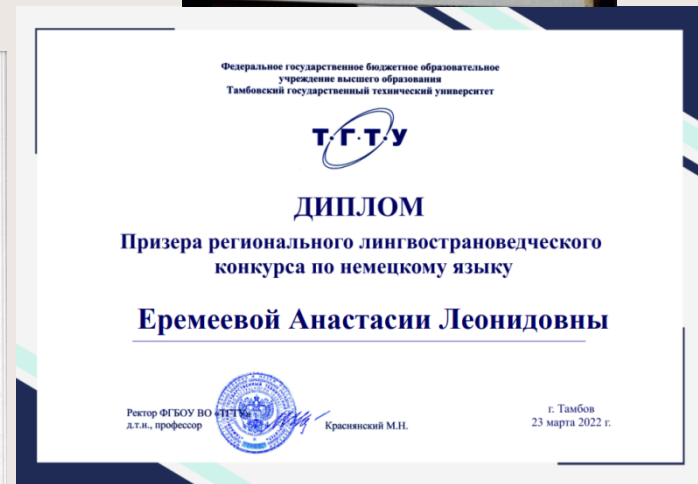 Федеральное государственное бюджетное образовательное
учреждение высшего образования
Тамбовский государственный технический университет
Т·Г·Т·У
ДИПЛОМ
Призера регионального лингвострановедческого
конкурса по немецкому языку
Еремеевой Анастасии Леонидовны
Ректор ФГБОУ ВО «ТГТУ»
д.т.н., профессор
Краснянский М.Н.
г. Тамбов
23 марта 2022 г.